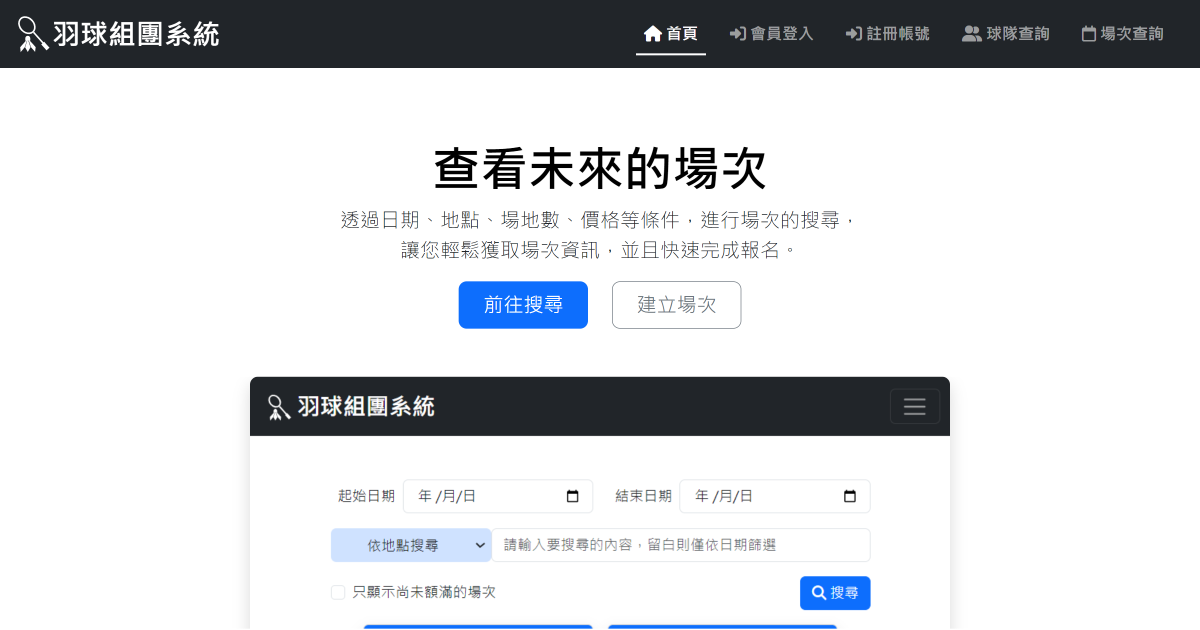 羽球組團系統
首頁
會員登入
註冊帳號
球隊查詢
場次查詢
查看未來的場次
透過日期、地點、場地數、價格等條件，進行場次的搜尋，
讓您輕鬆獲取場次資訊，並且快速完成報名。
前往搜尋
建立場次
羽球組團系統
起始日期
年 /月/日
結束日期
年 /月/日
依地點搜尋
請輸入要搜尋的內容，留白則僅依日期篩選
只顯示尚未額滿的場次
搜尋